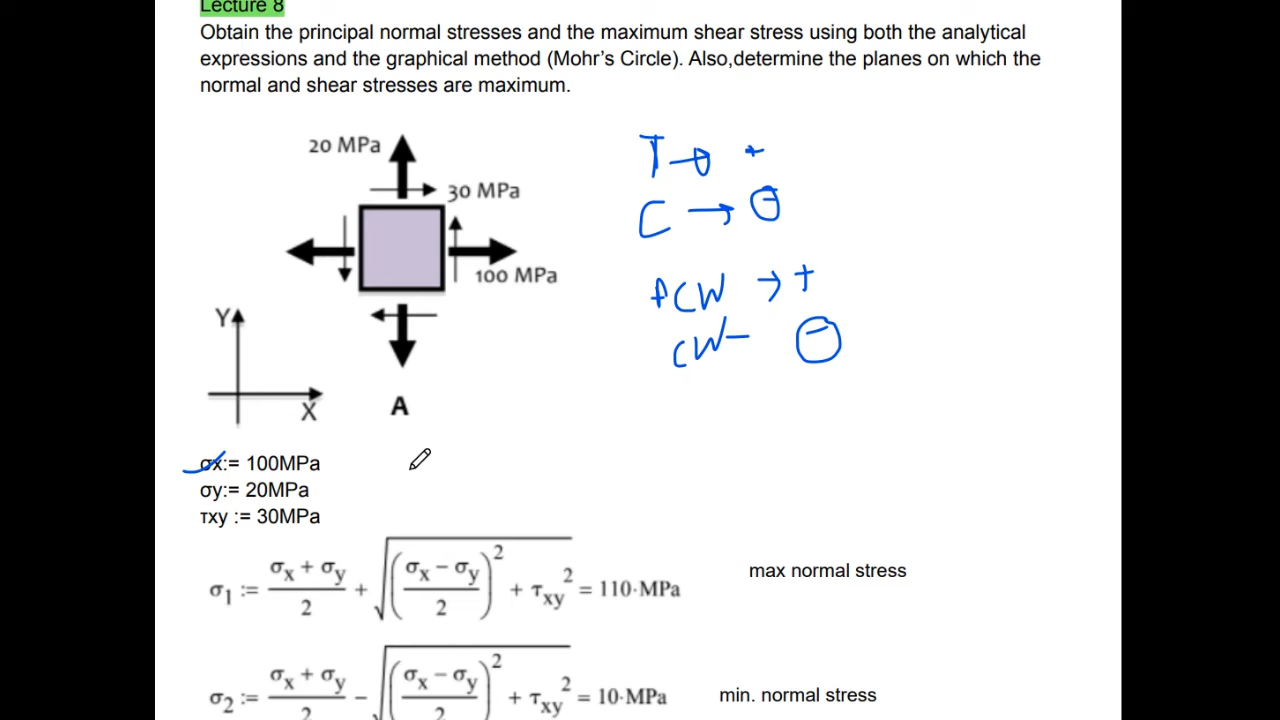 Lecture 8
Obtain the principal normal stresses and the maximum shear stress using both the analytical
expressions and the graphical method (Mohr's Circle). Also,determine the planes on which the
normal and shear stresses are maximum.
20 MPa
30 MPa
100 MPa
Y
X
A
T → +
C → ⊖
ACW → +
CW – ⊖
σx:= 100MPa
σy:= 20MPa
τxy := 30MPa
σ1 := (σx + σy)/2 + √(((σx − σy)/2)^2 + τxy^2) = 110·MPa
max normal stress
σ2 := (σx + σy)/2 − √(((σx − σy)/2)^2 + τxy^2) = 10·MPa
min. normal stress